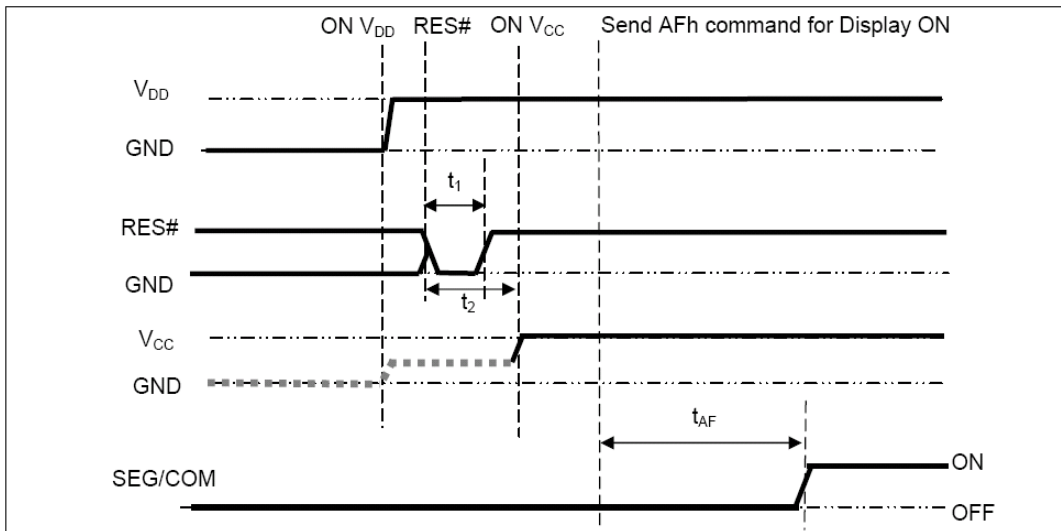 ON VDD RES# ON VCC Send AFh command for Display ON
VDD
GND
t1
RES#
GND
t2
VCC
GND
tAF
SEG/COM
ON
OFF